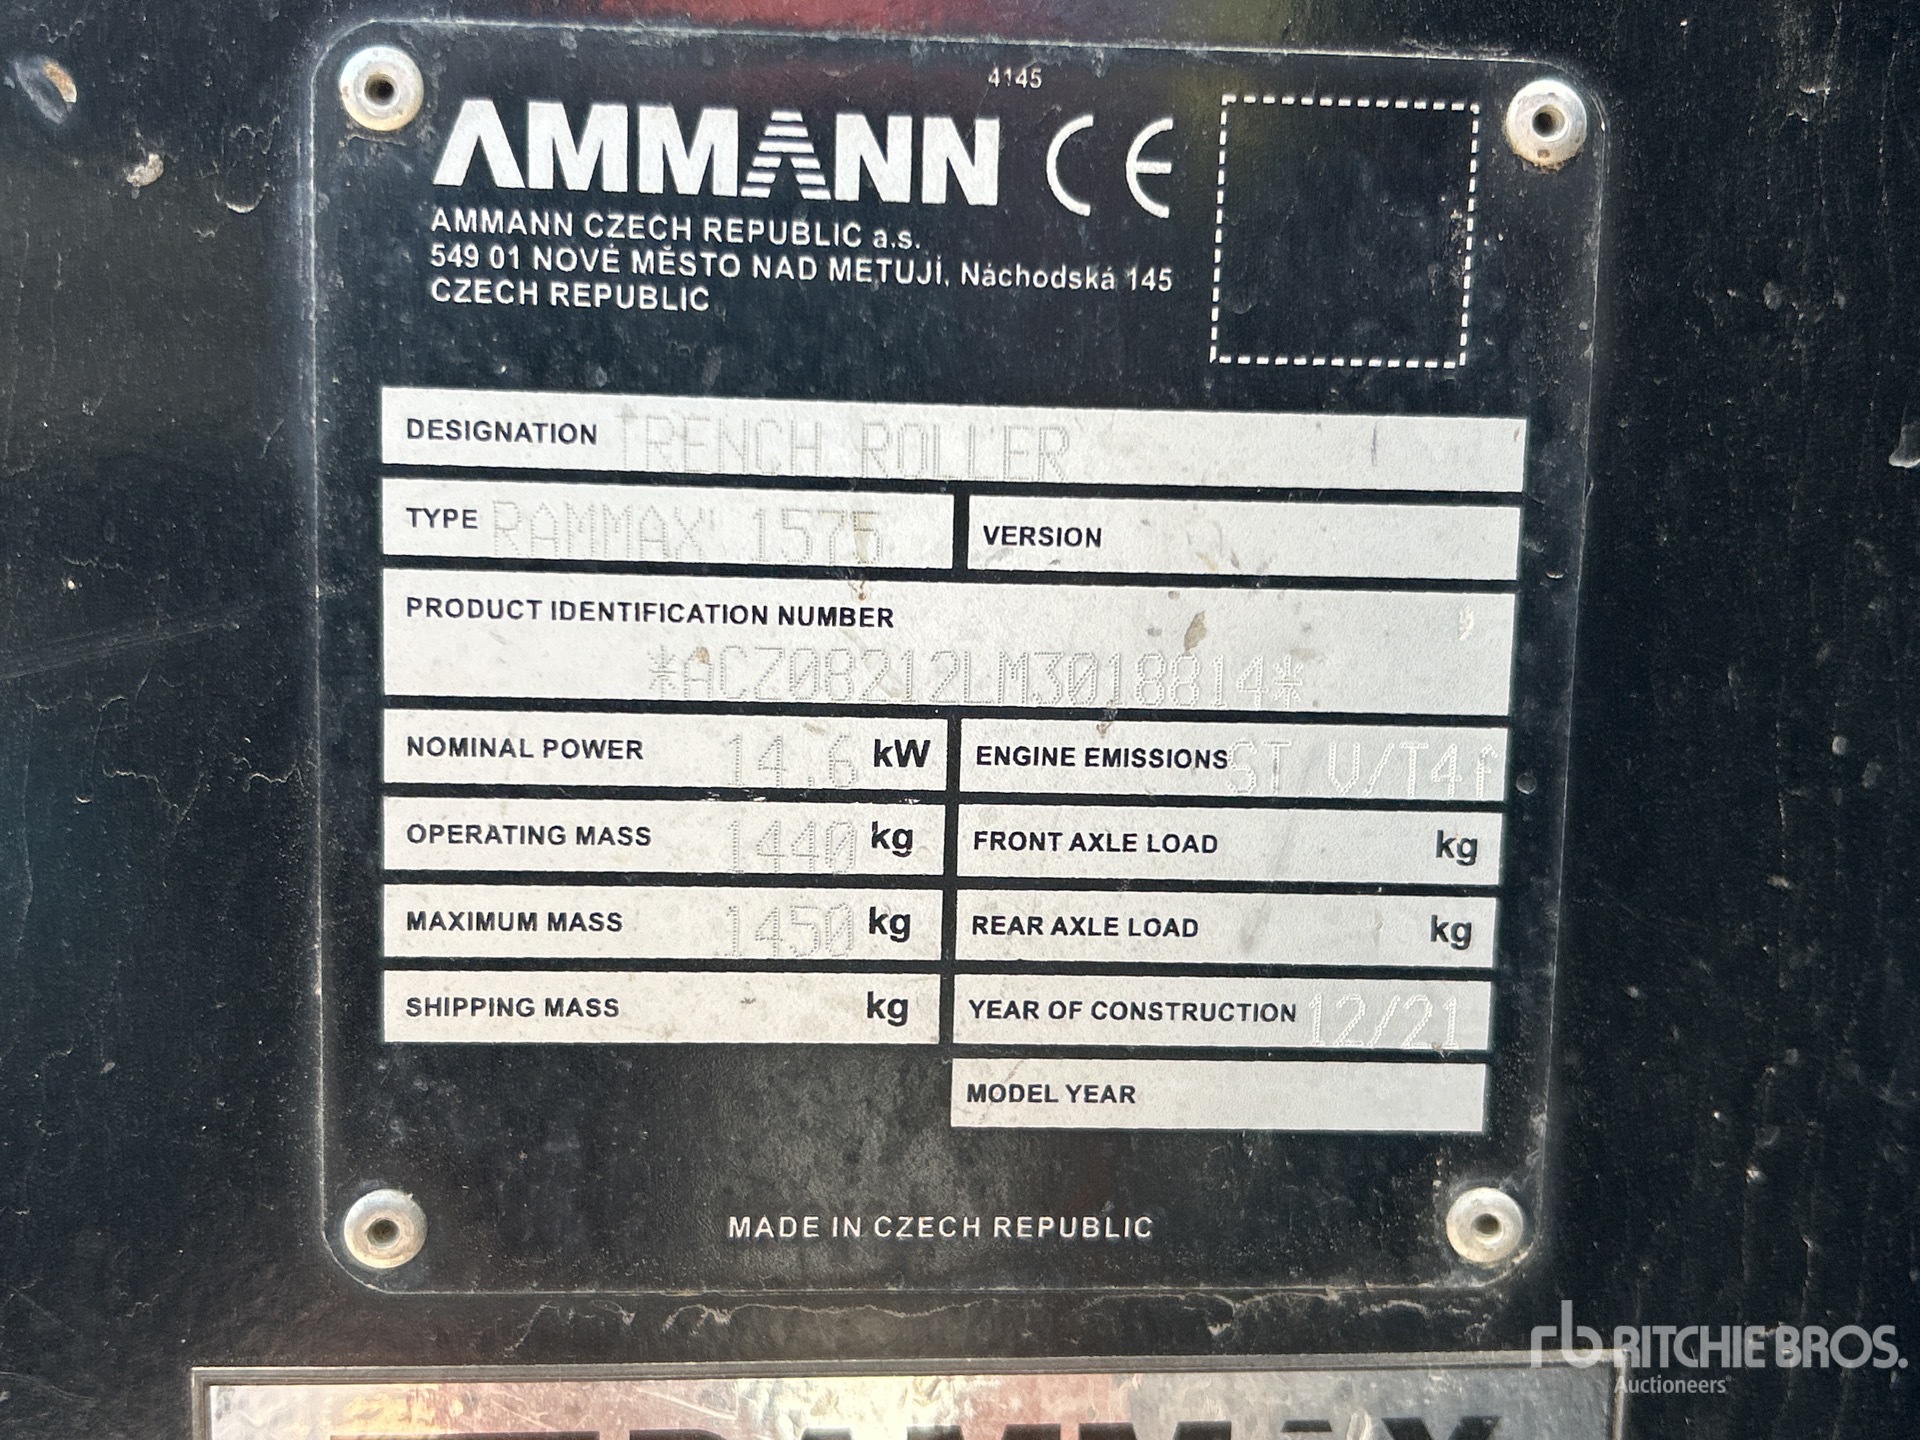 4145
AMMANN CE
AMMANN CZECH REPUBLIC a.s.
549 01 NOVÉ MĚSTO NAD METUJÍ, Náchodská 145
CZECH REPUBLIC
DESIGNATION TRENCH ROLLER
TYPE RAMMAX 1575
VERSION
PRODUCT IDENTIFICATION NUMBER
*ACZ08212LM3018814*
NOMINAL POWER 14,6 kW
ENGINE EMISSIONS ST V/T4f
OPERATING MASS 1440 kg
FRONT AXLE LOAD kg
MAXIMUM MASS 1450 kg
REAR AXLE LOAD kg
SHIPPING MASS kg
YEAR OF CONSTRUCTION 12/21
MODEL YEAR
MADE IN CZECH REPUBLIC
rb RITCHIE BROS.
Auctioneers
RAMMAX